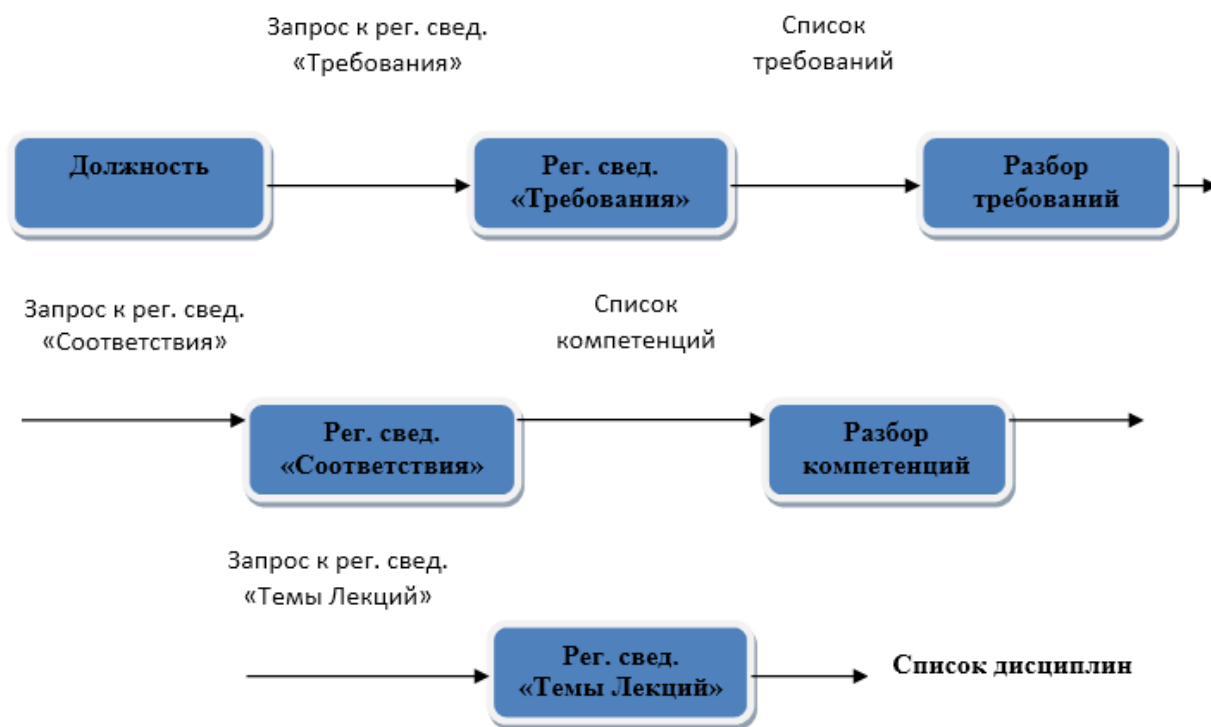 Запрос к рег. свед.
«Требования»
Список
требований
Должность
Рег. свед.
«Требования»
Разбор
требований
Запрос к рег. свед.
«Соответствия»
Список
компетенций
Рег. свед.
«Соответствия»
Разбор
компетенций
Запрос к рег. свед.
«Темы Лекций»
Рег. свед.
«Темы Лекций»
Список дисциплин